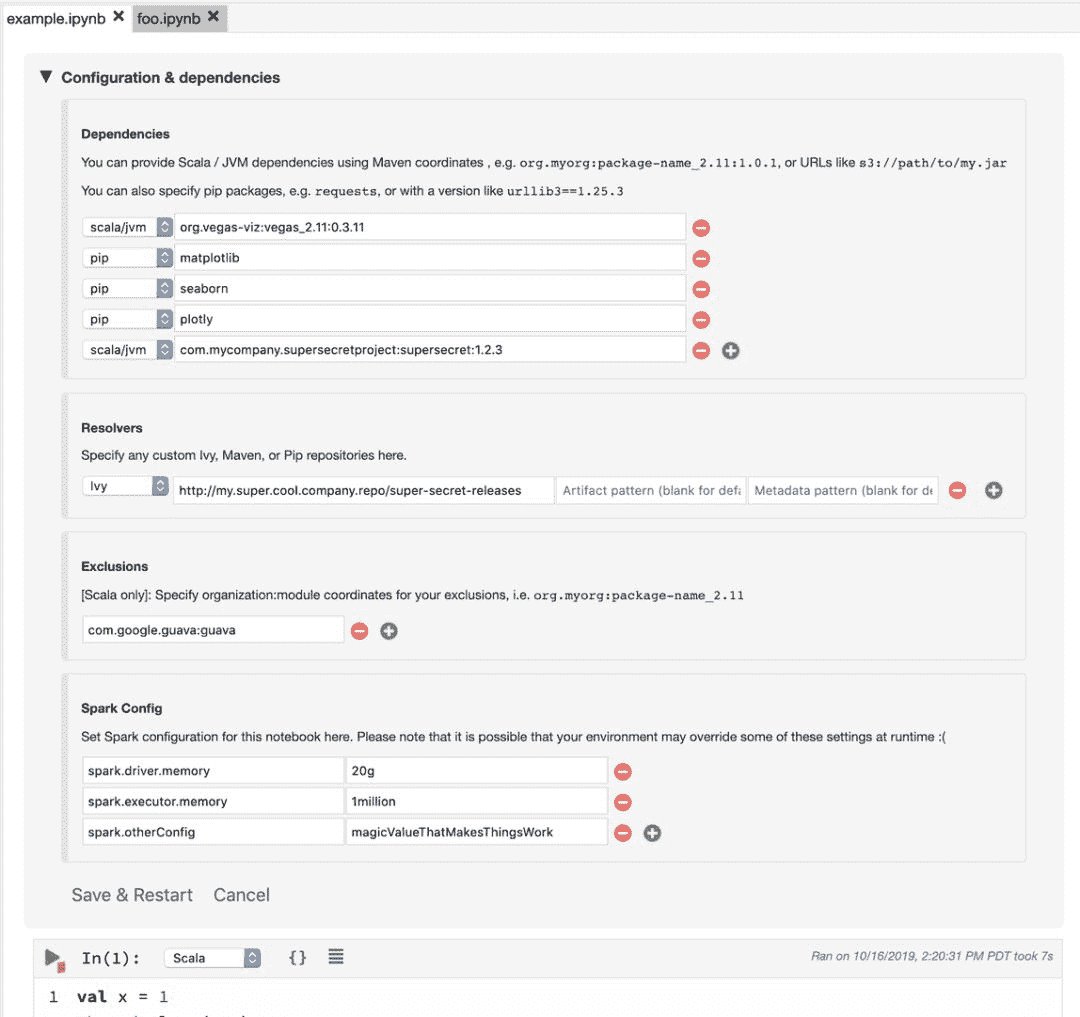 example.ipynb ✕ foo.ipynb ✕
▼ Configuration & dependencies
Dependencies
You can provide Scala / JVM dependencies using Maven coordinates , e.g. org.myorg:package-name_2.11:1.0.1, or URLs like s3://path/to/my.jar
You can also specify pip packages, e.g. requests, or with a version like urllib3==1.25.3
scala/jvm org.vegas-viz:vegas_2.11:0.3.11
pip matplotlib
pip seaborn
pip plotly
scala/jvm com.mycompany.supersecretproject:supersecret:1.2.3
Resolvers
Specify any custom Ivy, Maven, or Pip repositories here.
Ivy http://my.super.cool.company.repo/super-secret-releases Artifact pattern (blank for defa Metadata pattern (blank for de
Exclusions
[Scala only]: Specify organization:module coordinates for your exclusions, i.e. org.myorg:package-name_2.11
com.google.guava:guava
Spark Config
Set Spark configuration for this notebook here. Please note that it is possible that your environment may override some of these settings at runtime :(
spark.driver.memory 20g
spark.executor.memory 1million
spark.otherConfig magicValueThatMakesThingsWork
Save & Restart Cancel
In(1): Scala {} Ran on 10/16/2019, 2:20:31 PM PDT took 7s
1 val x = 1